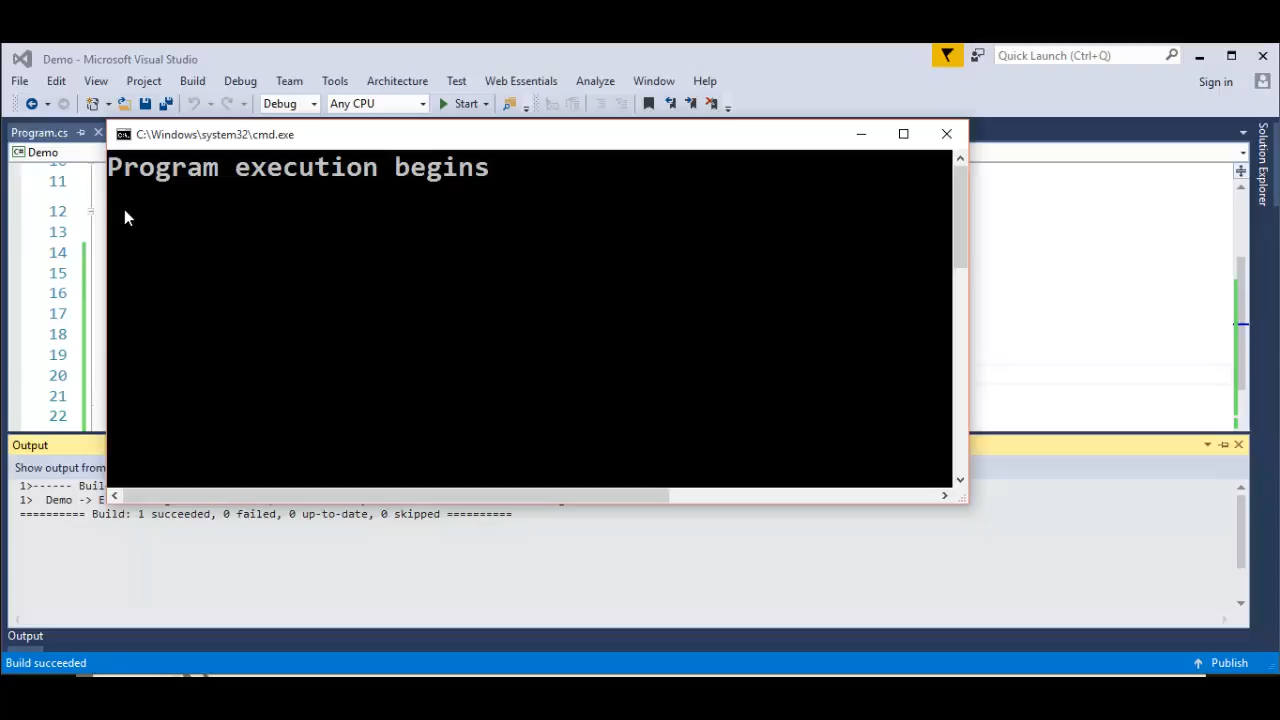 Demo - Microsoft Visual Studio
Quick Launch (Ctrl+Q)
File Edit View Project Build Debug Team Tools Architecture Test Web Essentials Analyze Window Help
Sign in
Debug Any CPU Start
Program.cs
C:\Windows\system32\cmd.exe
Demo
Program execution begins
11
12
13
14
15
16
17
18
19
20
21
22
Solution Explorer
Output
Show output from
1>------ Bui
1> Demo -> E
========== Build: 1 succeeded, 0 failed, 0 up-to-date, 0 skipped ==========
Output
Build succeeded
Publish